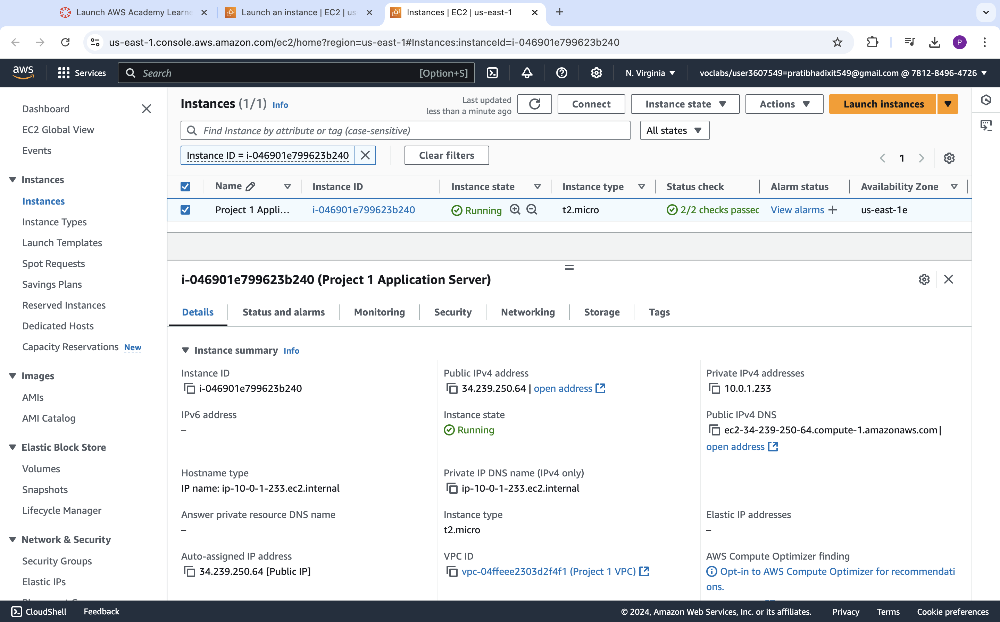 Launch AWS Academy Learne
Launch an instance | EC2 | us-
Instances | EC2 | us-east-1
us-east-1.console.aws.amazon.com/ec2/home?region=us-east-1#Instances:instanceId=i-046901e799623b240
P
aws
Services
Search
[Option+S]
N. Virginia
voclabs/user3607549=pratibhadixit549@gmail.com @ 7812-8496-4726
Dashboard
EC2 Global View
Events
Instances
Instances
Instance Types
Launch Templates
Spot Requests
Savings Plans
Reserved Instances
Dedicated Hosts
Capacity Reservations New
Images
AMIs
AMI Catalog
Elastic Block Store
Volumes
Snapshots
Lifecycle Manager
Network & Security
Security Groups
Elastic IPs
Instances (1/1) Info
Last updated
less than a minute ago
Connect
Instance state
Actions
Launch instances
Find Instance by attribute or tag (case-sensitive)
All states
Instance ID = i-046901e799623b240
Clear filters
1
Name Instance ID Instance state Instance type Status check Alarm status Availability Zone
Project 1 Appli... i-046901e799623b240 Running t2.micro 2/2 checks passec View alarms + us-east-1e
i-046901e799623b240 (Project 1 Application Server)
Details Status and alarms Monitoring Security Networking Storage Tags
Instance summary Info
Instance ID
i-046901e799623b240
Public IPv4 address
34.239.250.64 | open address
Private IPv4 addresses
10.0.1.233
IPv6 address
–
Instance state
Running
Public IPv4 DNS
ec2-34-239-250-64.compute-1.amazonaws.com |
open address
Hostname type
IP name: ip-10-0-1-233.ec2.internal
Private IP DNS name (IPv4 only)
ip-10-0-1-233.ec2.internal
Answer private resource DNS name
–
Instance type
t2.micro
Elastic IP addresses
–
Auto-assigned IP address
34.239.250.64 [Public IP]
VPC ID
vpc-04ffeee2303d2f4f1 (Project 1 VPC)
AWS Compute Optimizer finding
Opt-in to AWS Compute Optimizer for recommendati
ons.
CloudShell
Feedback
© 2024, Amazon Web Services, Inc. or its affiliates.
Privacy
Terms
Cookie preferences